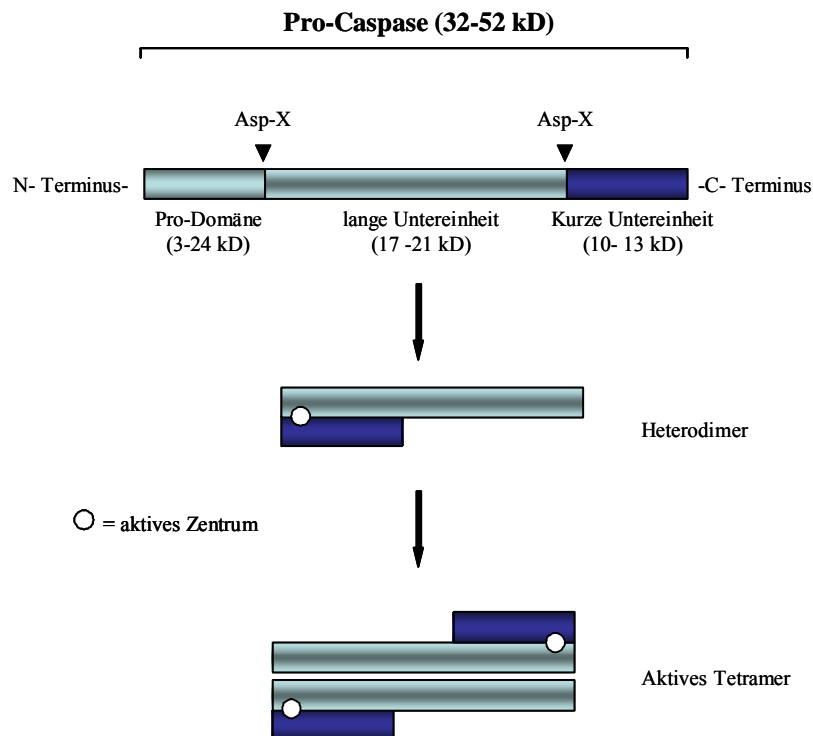 Pro-Caspase (32-52 kD)
Asp-X Asp-X
N- Terminus- -C- Terminus
Pro-Domäne lange Untereinheit Kurze Untereinheit
(3-24 kD) (17 -21 kD) (10- 13 kD)
Heterodimer
= aktives Zentrum
Aktives Tetramer